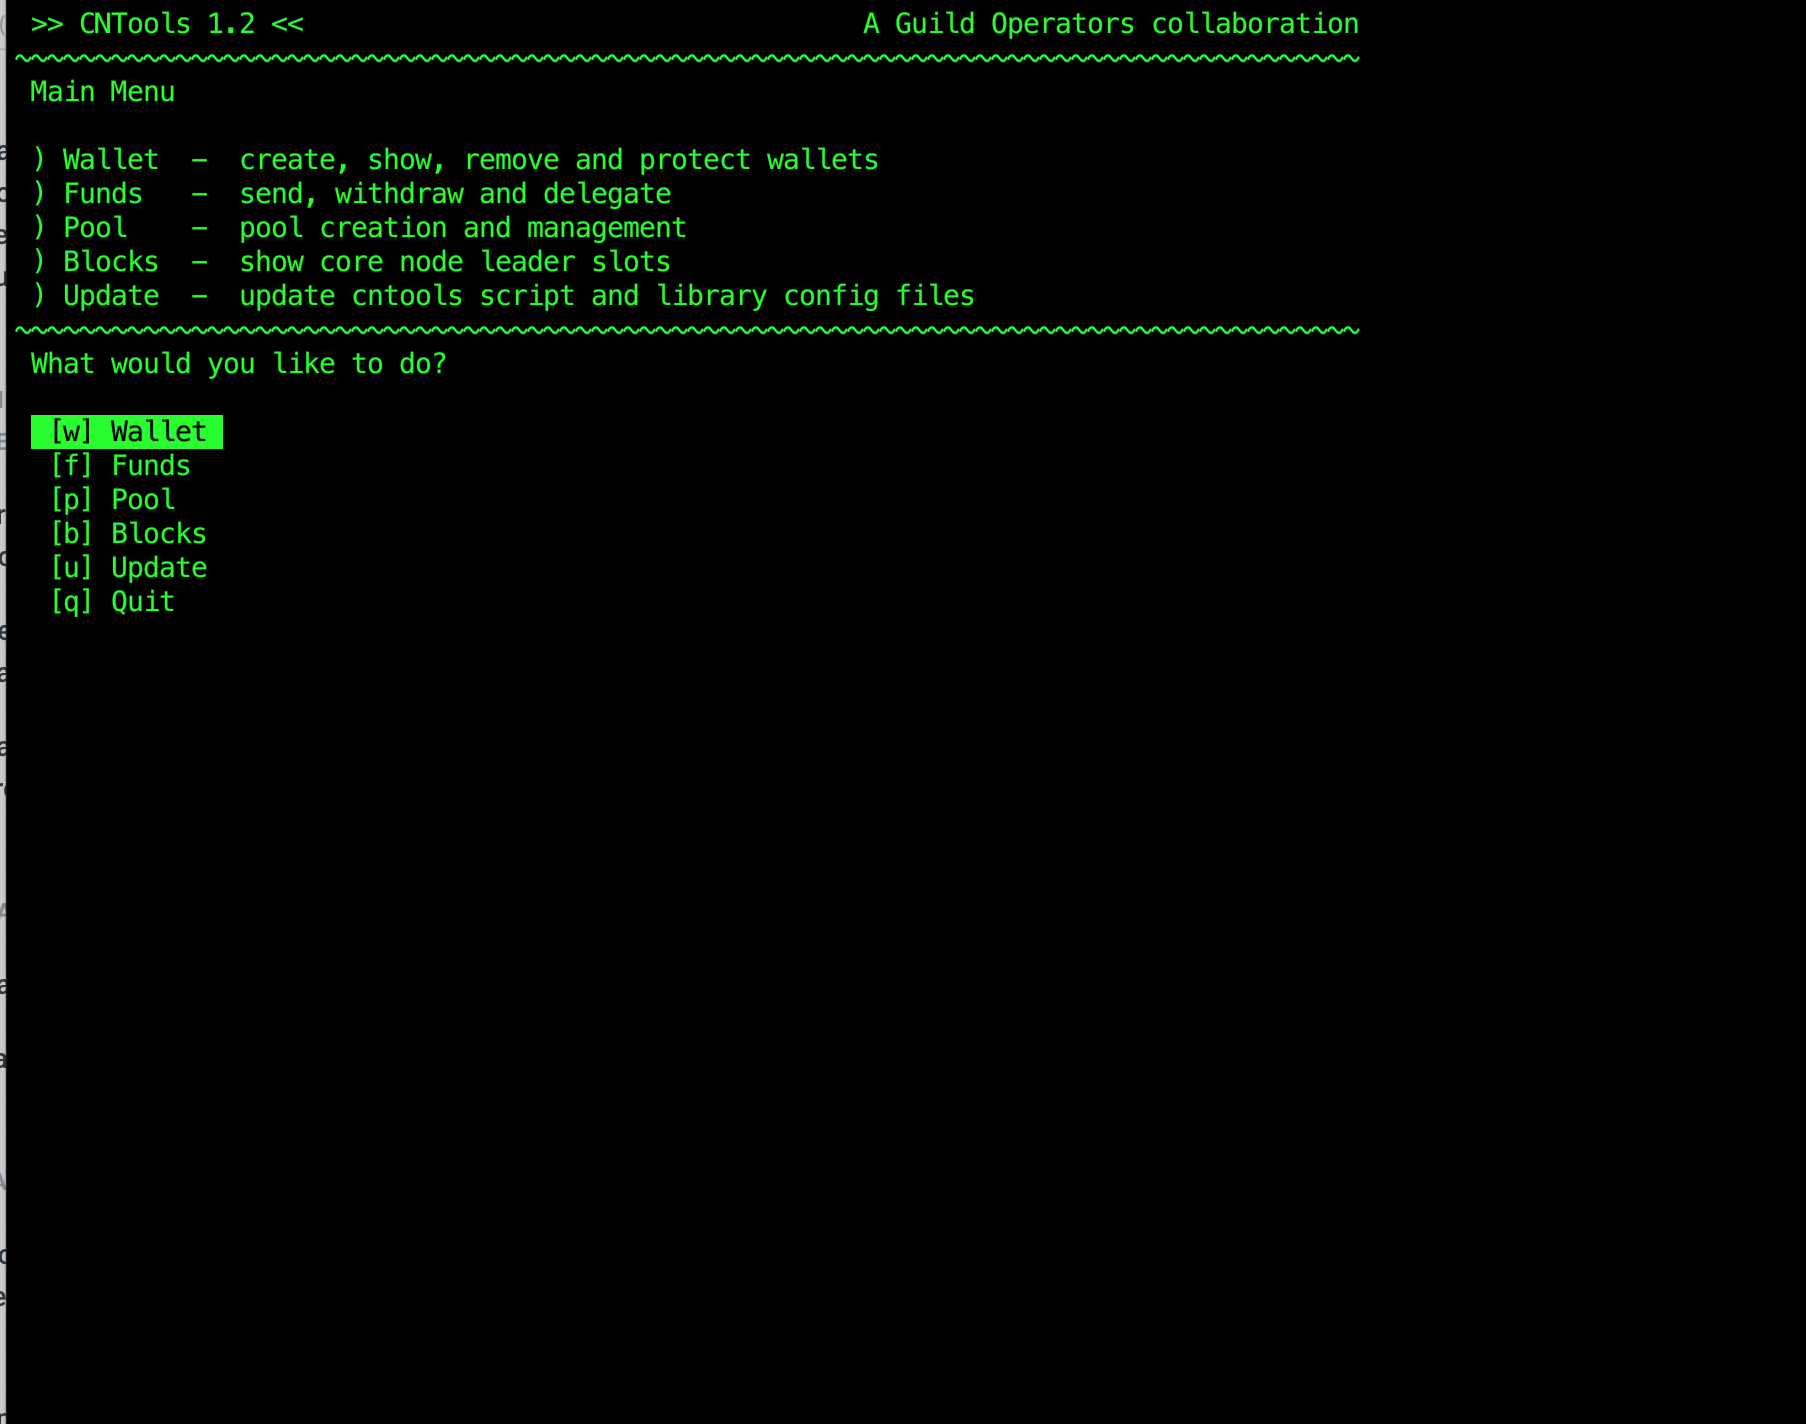 >> CNTools 1.2 << A Guild Operators collaboration
Main Menu
) Wallet – create, show, remove and protect wallets
) Funds – send, withdraw and delegate
) Pool – pool creation and management
) Blocks – show core node leader slots
) Update – update cntools script and library config files
What would you like to do?
[w] Wallet
[f] Funds
[p] Pool
[b] Blocks
[u] Update
[q] Quit